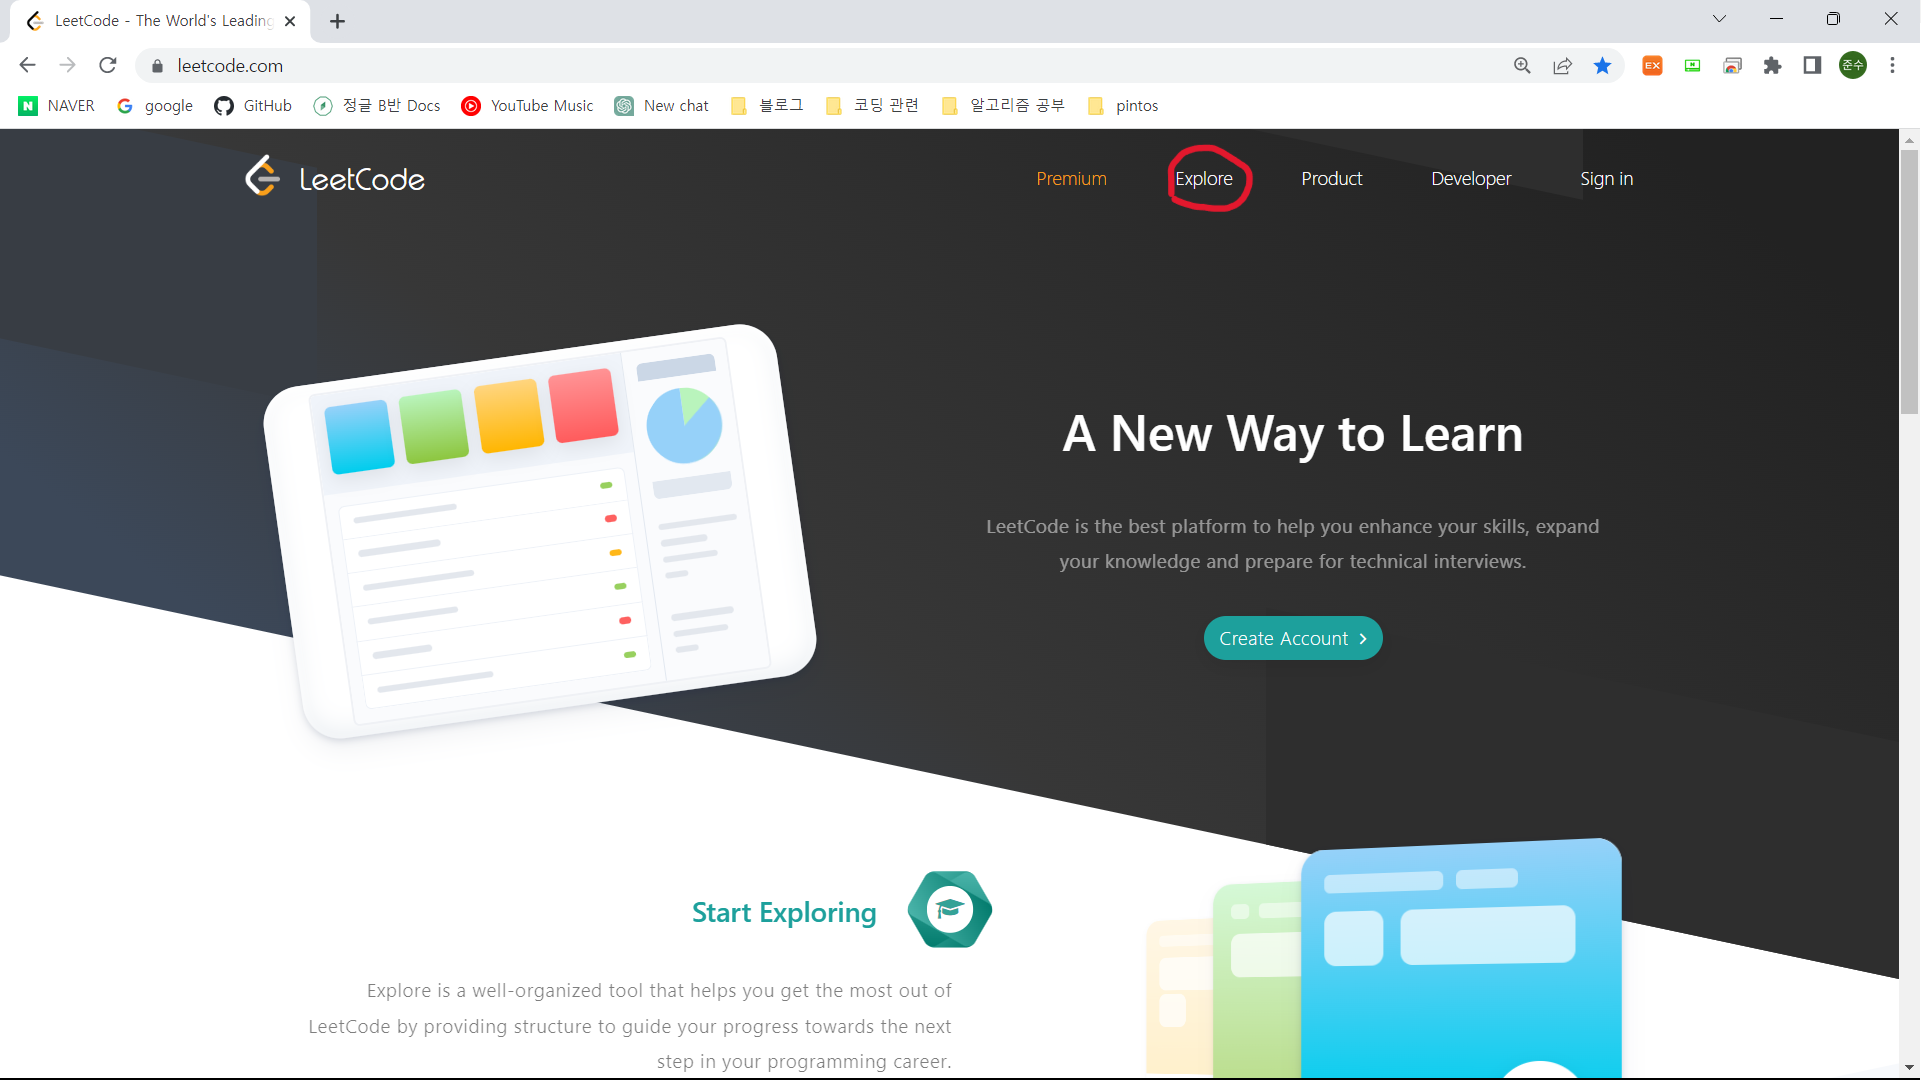 LeetCode - The World's Leading
leetcode.com
EX
준수
NAVER google GitHub 정글 B반 Docs YouTube Music New chat 블로그 코딩 관련 알고리즘 공부 pintos
LeetCode Premium Explore Product Developer Sign in
A New Way to Learn
LeetCode is the best platform to help you enhance your skills, expand
your knowledge and prepare for technical interviews.
Create Account
Start Exploring
Explore is a well-organized tool that helps you get the most out of
LeetCode by providing structure to guide your progress towards the next
step in your programming career.